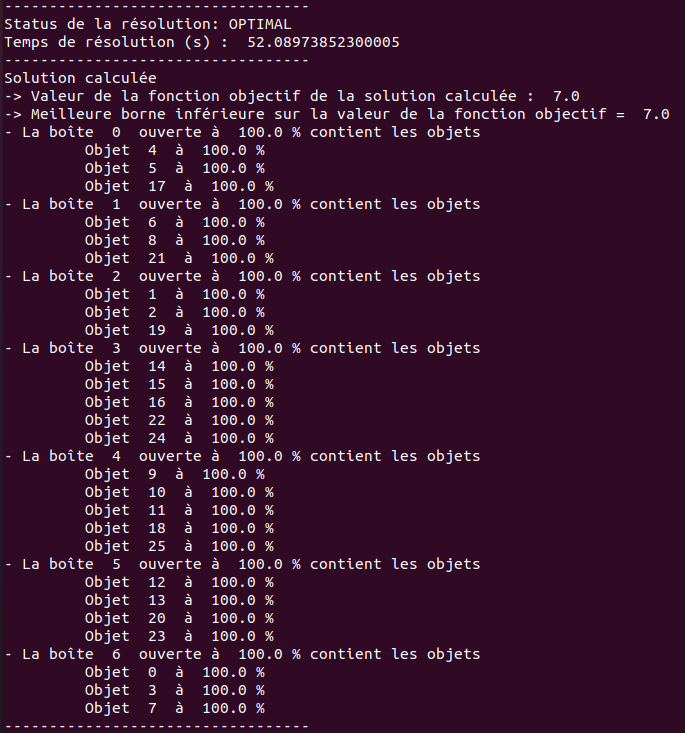 ----------------------------------
Status de la résolution: OPTIMAL
Temps de résolution (s) :  52.08973852300005
----------------------------------
Solution calculée
-> Valeur de la fonction objectif de la solution calculée :  7.0
-> Meilleure borne inférieure sur la valeur de la fonction objectif =  7.0
- La boîte  0  ouverte à  100.0 % contient les objets
         Objet  4  à  100.0 %
         Objet  5  à  100.0 %
         Objet  17  à  100.0 %
- La boîte  1  ouverte à  100.0 % contient les objets
         Objet  6  à  100.0 %
         Objet  8  à  100.0 %
         Objet  21  à  100.0 %
- La boîte  2  ouverte à  100.0 % contient les objets
         Objet  1  à  100.0 %
         Objet  2  à  100.0 %
         Objet  19  à  100.0 %
- La boîte  3  ouverte à  100.0 % contient les objets
         Objet  14  à  100.0 %
         Objet  15  à  100.0 %
         Objet  16  à  100.0 %
         Objet  22  à  100.0 %
         Objet  24  à  100.0 %
- La boîte  4  ouverte à  100.0 % contient les objets
         Objet  9  à  100.0 %
         Objet  10  à  100.0 %
         Objet  11  à  100.0 %
         Objet  18  à  100.0 %
         Objet  25  à  100.0 %
- La boîte  5  ouverte à  100.0 % contient les objets
         Objet  12  à  100.0 %
         Objet  13  à  100.0 %
         Objet  20  à  100.0 %
         Objet  23  à  100.0 %
- La boîte  6  ouverte à  100.0 % contient les objets
         Objet  0  à  100.0 %
         Objet  3  à  100.0 %
         Objet  7  à  100.0 %
----------------------------------